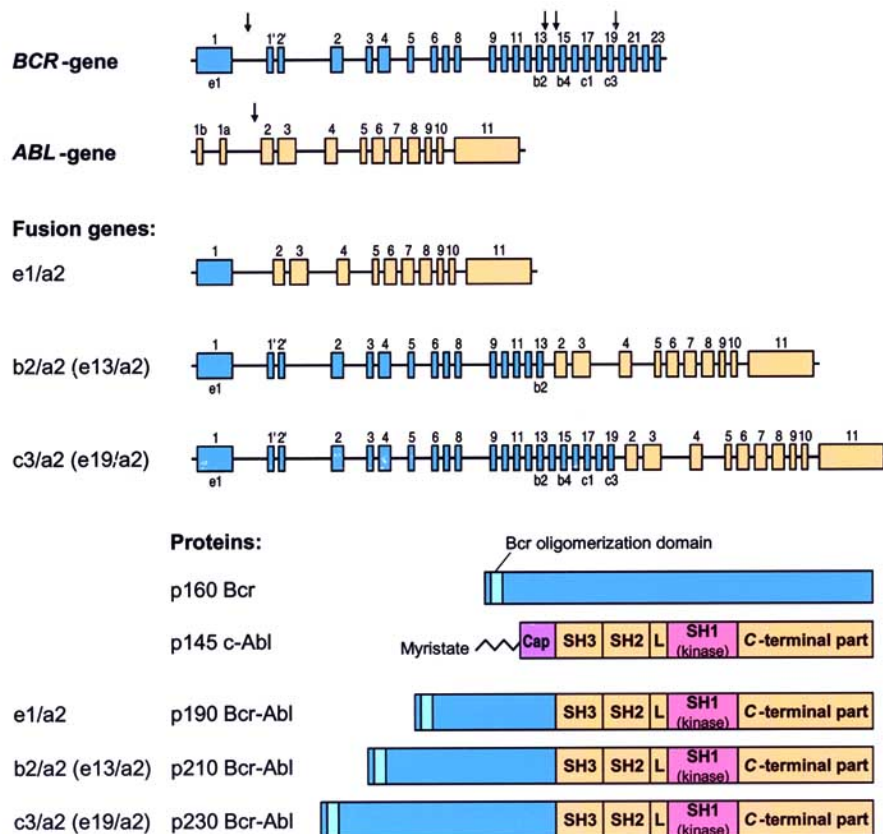 1 1' 2' 2 3 4 5 6 8 9 11 13 15 17 19 21 23
BCR-gene
e1 b2 b4 c1 c3
1b 1a 2 3 4 5 6 7 8 9 10 11
ABL-gene
Fusion genes:
1 2 3 4 5 6 7 8 9 10 11
e1/a2
1 1' 2' 2 3 4 5 6 8 9 11 13 2 3 4 5 6 7 8 9 10 11
b2/a2 (e13/a2)
e1 b2
1 1' 2' 2 3 4 5 6 8 9 11 13 15 17 19 2 3 4 5 6 7 8 9 10 11
c3/a2 (e19/a2)
e1 b2 b4 c1 c3
Proteins:
Bcr oligomerization domain
p160 Bcr
p145 c-Abl Myristate Cap SH3 SH2 L SH1 (kinase) C-terminal part
e1/a2 p190 Bcr-Abl SH3 SH2 L SH1 (kinase) C-terminal part
b2/a2 (e13/a2) p210 Bcr-Abl SH3 SH2 L SH1 (kinase) C-terminal part
c3/a2 (e19/a2) p230 Bcr-Abl SH3 SH2 L SH1 (kinase) C-terminal part